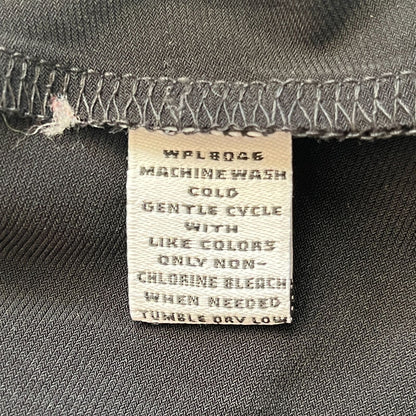 WPL8046
MACHINE WASH
COLD
GENTLE CYCLE
WITH
LIKE COLORS
ONLY NON-
CHLORINE BLEACH
WHEN NEEDED
TUMBLE DRY LOW